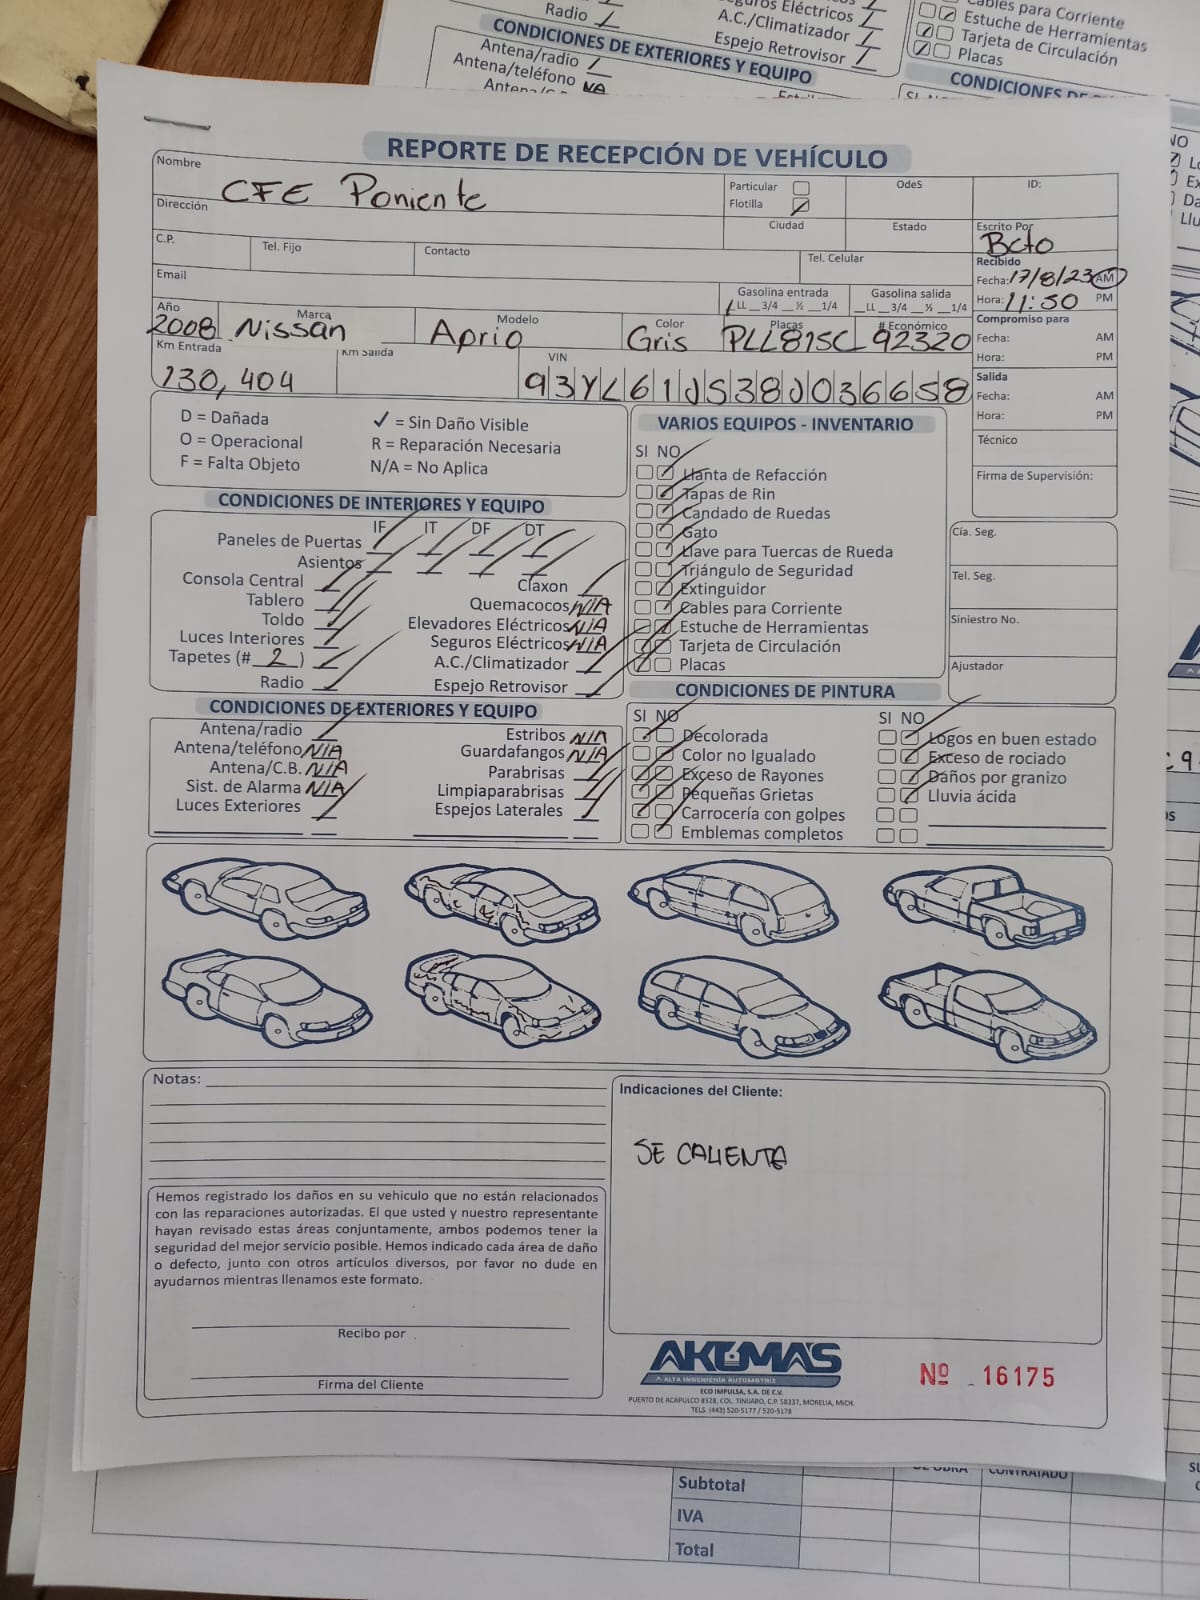 Radio
Seguros Eléctricos
A.C./Climatizador
Espejo Retrovisor
Cables para Corriente
Estuche de Herramientas
Tarjeta de Circulación
Placas
CONDICIONES DE EXTERIORES Y EQUIPO
Antena/radio
Antena/teléfono NA
REPORTE DE RECEPCIÓN DE VEHÍCULO
Nombre CFE Poniente
Particular
Flotilla
OdeS
ID:
Dirección
Ciudad
Estado
Escrito Por
Bcto
C.P.
Tel. Fijo
Contacto
Tel. Celular
Recibido
Fecha: 17/8/23 AM
Hora: 11:50 PM
Email
Gasolina entrada
LL __3/4 __½ __1/4
Gasolina salida
__LL __3/4 __½ __1/4
Año 2008
Marca Nissan
Modelo Aprio
Color Gris
Placas PLL815C
# Económico 92320
Compromiso para
Fecha: AM
Hora: PM
Km Entrada 130,404
Km Salida
VIN 93YL61JS38J036658
Salida
Fecha: AM
Hora: PM
Técnico
Firma de Supervisión:
D = Dañada
O = Operacional
F = Falta Objeto
✓ = Sin Daño Visible
R = Reparación Necesaria
N/A = No Aplica
VARIOS EQUIPOS - INVENTARIO
SI NO
Llanta de Refacción
Tapas de Rin
Candado de Ruedas
Gato
Llave para Tuercas de Rueda
Triángulo de Seguridad
Extinguidor
Cables para Corriente
Estuche de Herramientas
Tarjeta de Circulación
Placas
Cía. Seg.
Tel. Seg.
Siniestro No.
Ajustador
CONDICIONES DE INTERIORES Y EQUIPO
IF IT DF DT
Paneles de Puertas
Asientos
Consola Central
Tablero
Toldo
Luces Interiores
Tapetes (# 2 )
Radio
Claxon
Quemacocos N/A
Elevadores Eléctricos N/A
Seguros Eléctricos N/A
A.C./Climatizador
Espejo Retrovisor
CONDICIONES DE EXTERIORES Y EQUIPO
Antena/radio
Antena/teléfono N/A
Antena/C.B. N/A
Sist. de Alarma N/A
Luces Exteriores
Estribos N/A
Guardafangos N/A
Parabrisas
Limpiaparabrisas
Espejos Laterales
CONDICIONES DE PINTURA
SI NO
Decolorada
Color no Igualado
Exceso de Rayones
Pequeñas Grietas
Carrocería con golpes
Emblemas completos
SI NO
Logos en buen estado
Exceso de rociado
Daños por granizo
Lluvia ácida
Notas:
Indicaciones del Cliente:
SE CALIENTA
Hemos registrado los daños en su vehiculo que no están relacionados
con las reparaciones autorizadas. El que usted y nuestro representante
hayan revisado estas áreas conjuntamente, ambos podemos tener la
seguridad del mejor servicio posible. Hemos indicado cada área de daño
o defecto, junto con otros artículos diversos, por favor no dude en
ayudarnos mientras llenamos este formato.
Recibo por
Firma del Cliente
AKEMA'S
ALTA INGENIERÍA AUTOMOTRIZ
ECO IMPULSA, S.A. DE C.V.
PUERTO DE ACAPULCO #328, COL. TINIJARO, C.P. 58337, MORELIA, MICH.
TELS. (443) 520-5177 / 520-5178
Nº 16175
CONTRATADO
Subtotal
IVA
Total